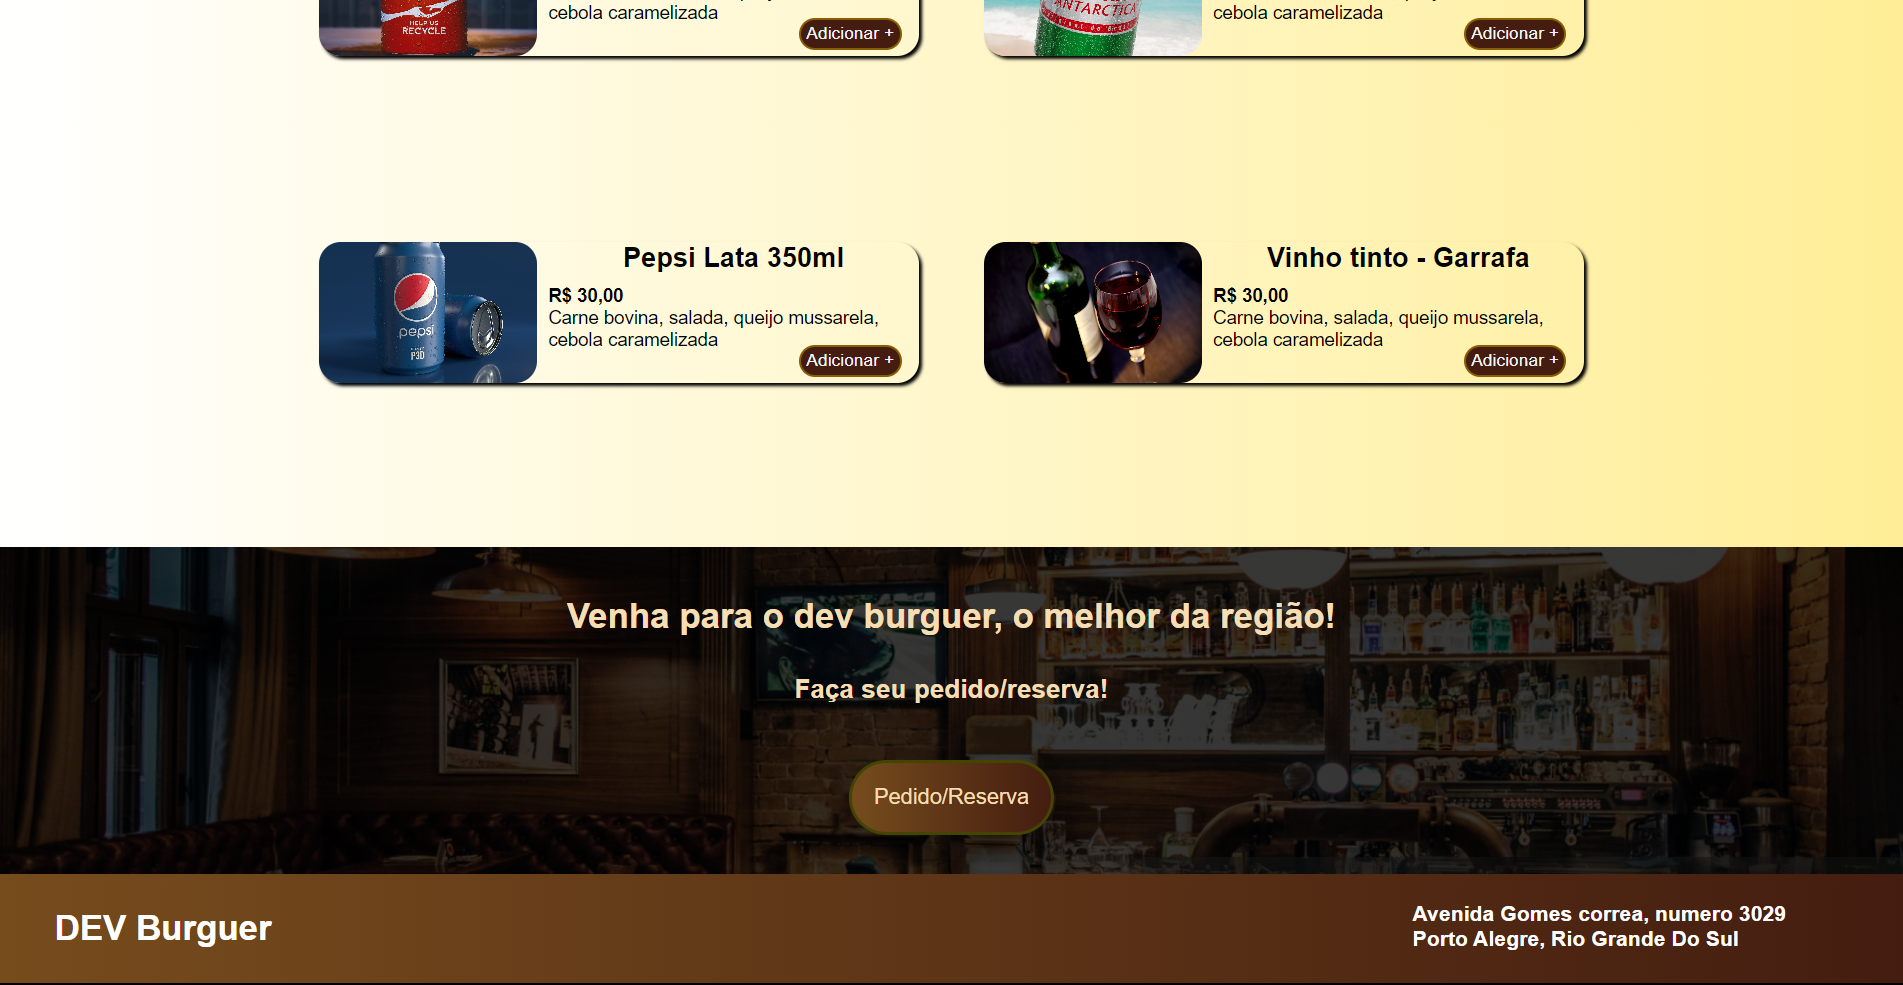 HELP US
RECYCLE
cebola caramelizada
Adicionar +
ANTARCTICA
cebola caramelizada
Adicionar +
pepsi
P3D
Pepsi Lata 350ml
R$ 30,00
Carne bovina, salada, queijo mussarela,
cebola caramelizada
Adicionar +
Vinho tinto - Garrafa
R$ 30,00
Carne bovina, salada, queijo mussarela,
cebola caramelizada
Adicionar +
Venha para o dev burguer, o melhor da região!
Faça seu pedido/reserva!
Pedido/Reserva
DEV Burguer
Avenida Gomes correa, numero 3029
Porto Alegre, Rio Grande Do Sul